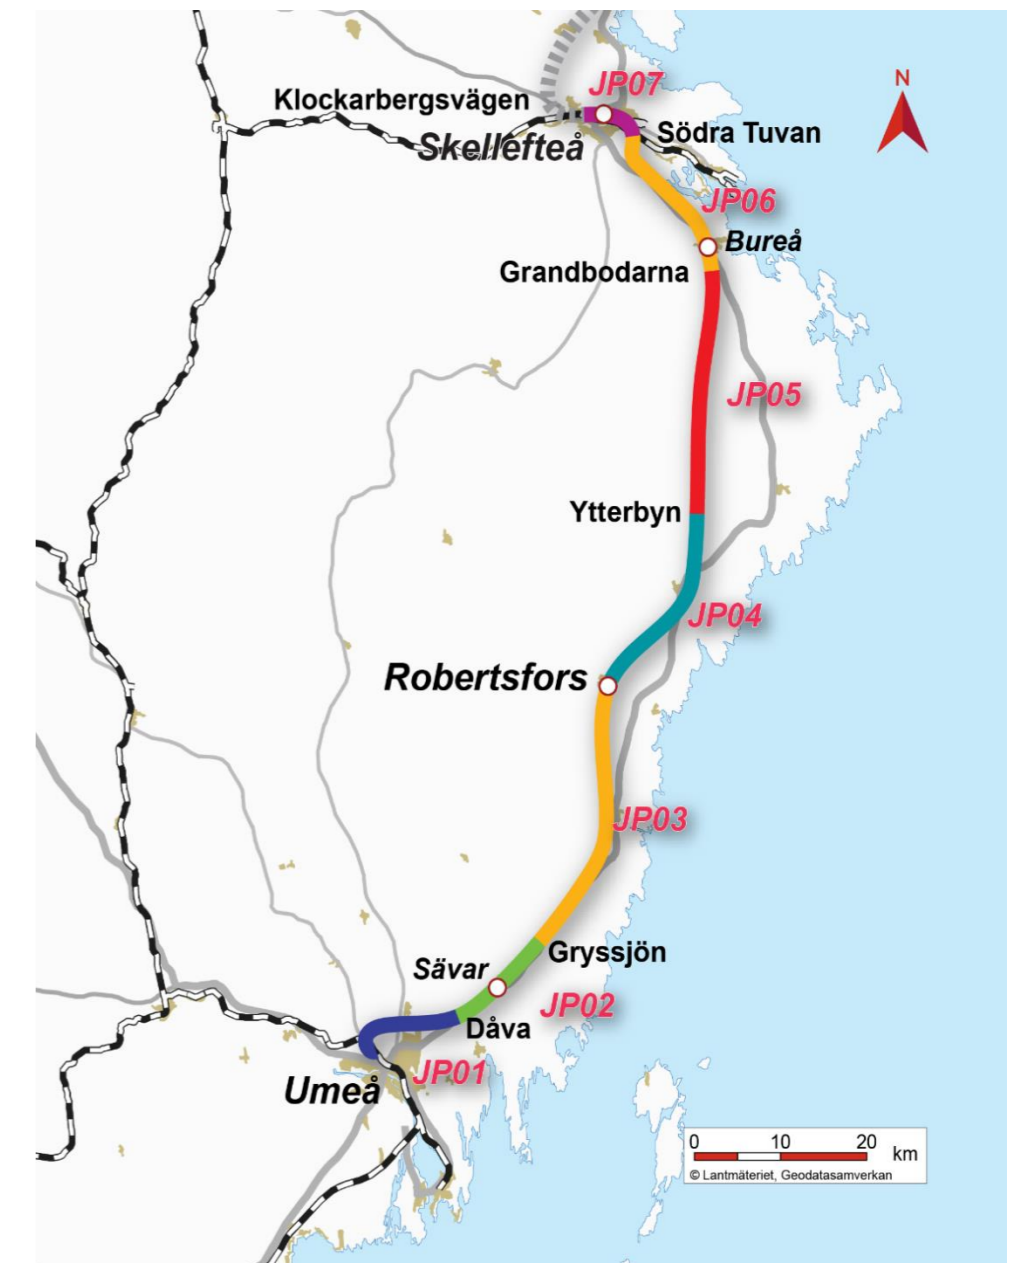 N
JP07
Klockarbergsvägen
Södra Tuvan
Skellefteå
JP06
Bureå
Grandbodarna
JP05
Ytterbyn
JP04
Robertsfors
JP03
Gryssjön
Sävar
JP02
Dåva
JP01
Umeå
0 10 20
km
© Lantmäteriet, Geodatasamverkan